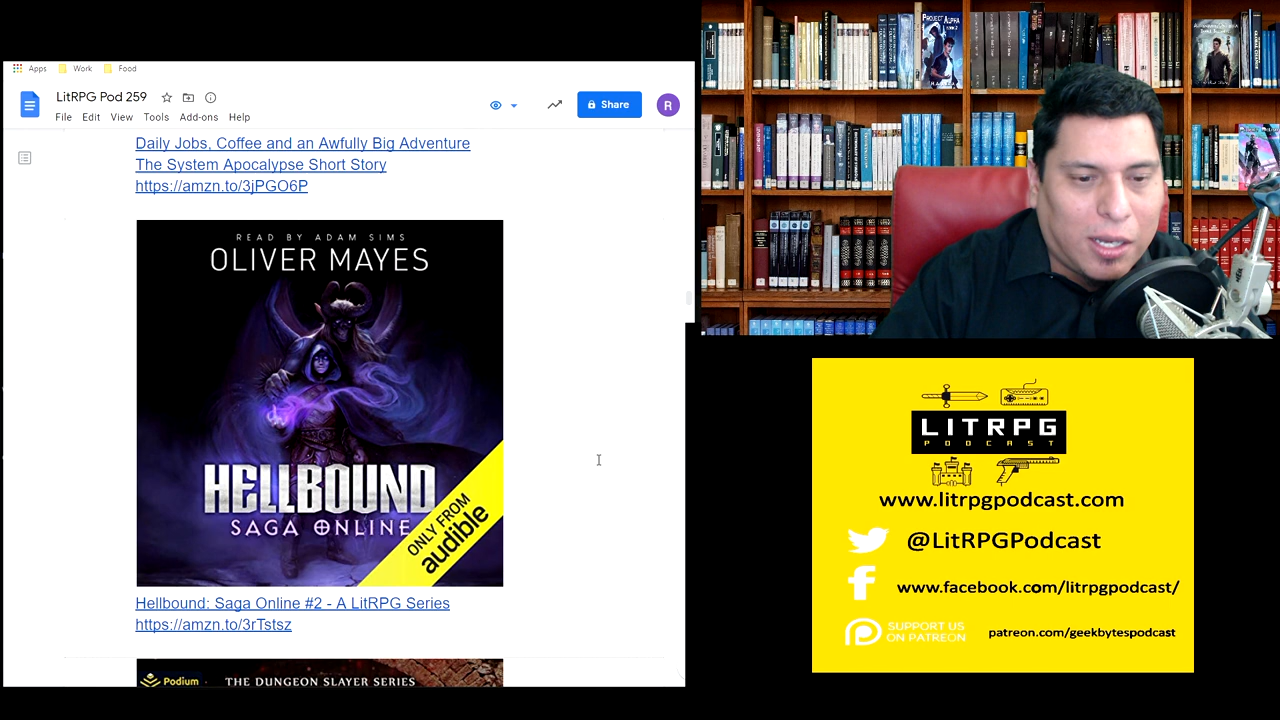 Apps
Work
Food
LitRPG Pod 259
File Edit View Tools Add-ons Help
Share
R
Daily Jobs, Coffee and an Awfully Big Adventure
The System Apocalypse Short Story
https://amzn.to/3jPGO6P
READ BY ADAM SIMS
OLIVER MAYES
HELLBOUND
SAGA ONLINE
ONLY FROM
audible
Hellbound: Saga Online #2 - A LitRPG Series
https://amzn.to/3rTstsz
Podium
THE DUNGEON SLAYER SERIES
PROJECT ALPHA
LITRPG
PODCAST
www.litrpgpodcast.com
@LitRPGPodcast
www.facebook.com/litrpgpodcast/
SUPPORT US
ON PATREON
patreon.com/geekbytespodcast